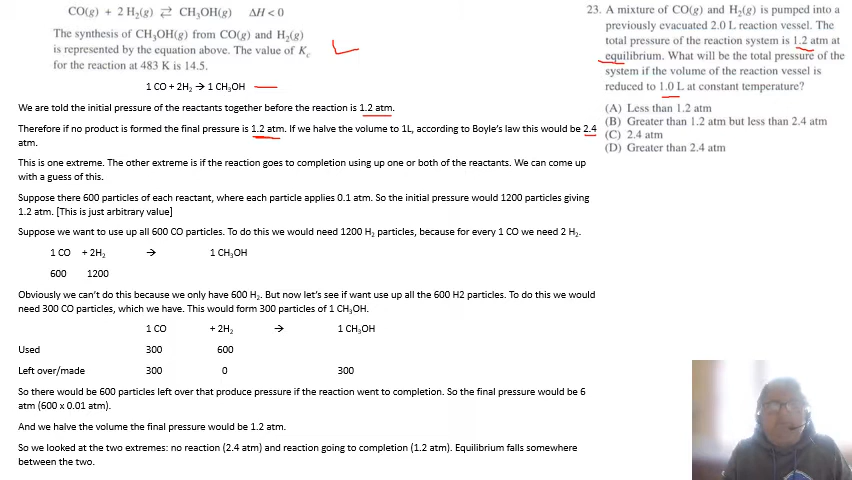 CO(g) + 2 H₂(g) ⇄ CH₃OH(g) ΔH < 0
The synthesis of CH₃OH(g) from CO(g) and H₂(g)
is represented by the equation above. The value of Kc
for the reaction at 483 K is 14.5.
1 CO + 2H₂ → 1 CH₃OH
We are told the initial pressure of the reactants together before the reaction is 1.2 atm.
Therefore if no product is formed the final pressure is 1.2 atm. If we halve the volume to 1L, according to Boyle's law this would be 2.4
atm.
This is one extreme. The other extreme is if the reaction goes to completion using up one or both of the reactants. We can come up
with a guess of this.
Suppose there 600 particles of each reactant, where each particle applies 0.1 atm. So the initial pressure would 1200 particles giving
1.2 atm. [This is just arbitrary value]
Suppose we want to use up all 600 CO particles. To do this we would need 1200 H₂ particles, because for every 1 CO we need 2 H₂.
1 CO + 2H₂ → 1 CH₃OH
600 1200
Obviously we can't do this because we only have 600 H₂. But now let's see if want use up all the 600 H2 particles. To do this we would
need 300 CO particles, which we have. This would form 300 particles of 1 CH₃OH.
1 CO + 2H₂ → 1 CH₃OH
Used 300 600
Left over/made 300 0 300
So there would be 600 particles left over that produce pressure if the reaction went to completion. So the final pressure would be 6
atm (600 x 0.01 atm).
And we halve the volume the final pressure would be 1.2 atm.
So we looked at the two extremes: no reaction (2.4 atm) and reaction going to completion (1.2 atm). Equilibrium falls somewhere
between the two.
23. A mixture of CO(g) and H₂(g) is pumped into a
previously evacuated 2.0 L reaction vessel. The
total pressure of the reaction system is 1.2 atm at
equilibrium. What will be the total pressure of the
system if the volume of the reaction vessel is
reduced to 1.0 L at constant temperature?
(A) Less than 1.2 atm
(B) Greater than 1.2 atm but less than 2.4 atm
(C) 2.4 atm
(D) Greater than 2.4 atm